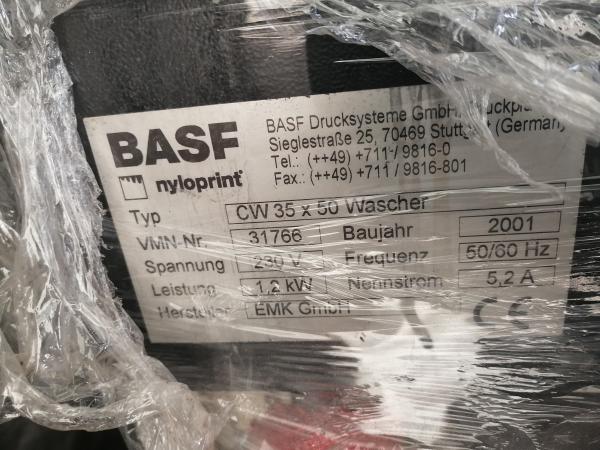 BASF
nyloprint
BASF Drucksysteme GmbH,
Sieglestraße 25, 70469 Stuttgart (Germany)
Tel.: (++49) +711 / 9816-0
Fax.: (++49) +711 / 9816-801
Typ CW 35 x 50 Wascher
VMN-Nr. 31766 Baujahr 2001
Spannung 230 V Frequenz 50/60 Hz
Leistung 1,2 kW Nennstrom 5,2 A
Hersteller EMK GmbH CE